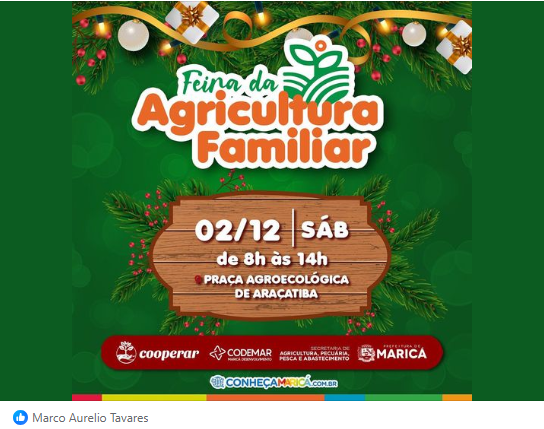 Feira da
Agricultura
Familiar
02/12 | SÁB
de 8h às 14h
PRAÇA AGROECOLÓGICA
DE ARAÇATIBA
cooperar
CODEMAR
MARICÁ DESENVOLVIMENTO
SECRETARIA DE
AGRICULTURA, PECUÁRIA,
PESCA E ABASTECIMENTO
PREFEITURA DE
MARICÁ
CONHEÇAMARICÁ.COM.BR
Marco Aurelio Tavares